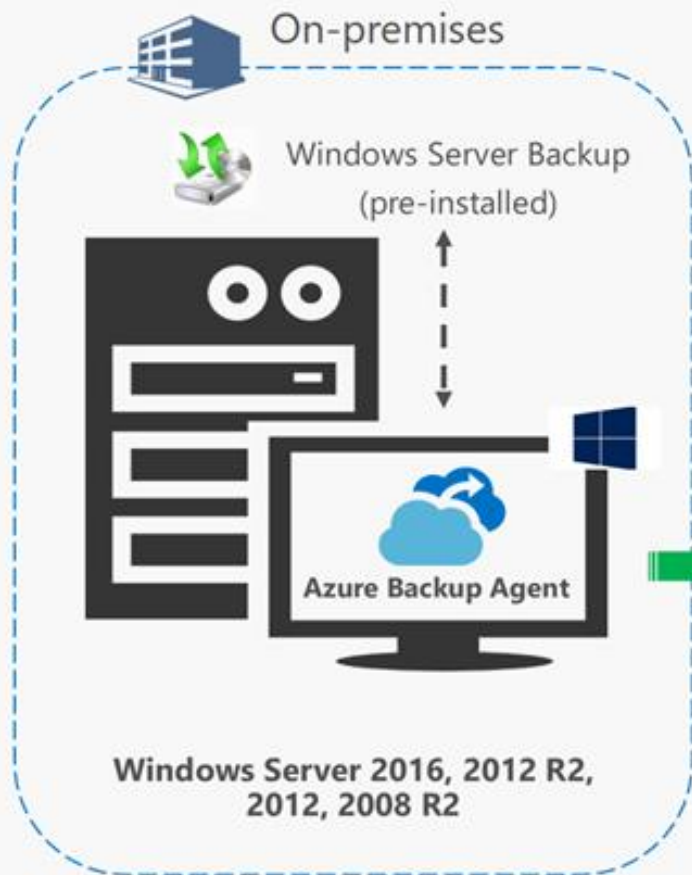 On-premises
Windows Server Backup
(pre-installed)
Azure Backup Agent
Windows Server 2016, 2012 R2,
2012, 2008 R2